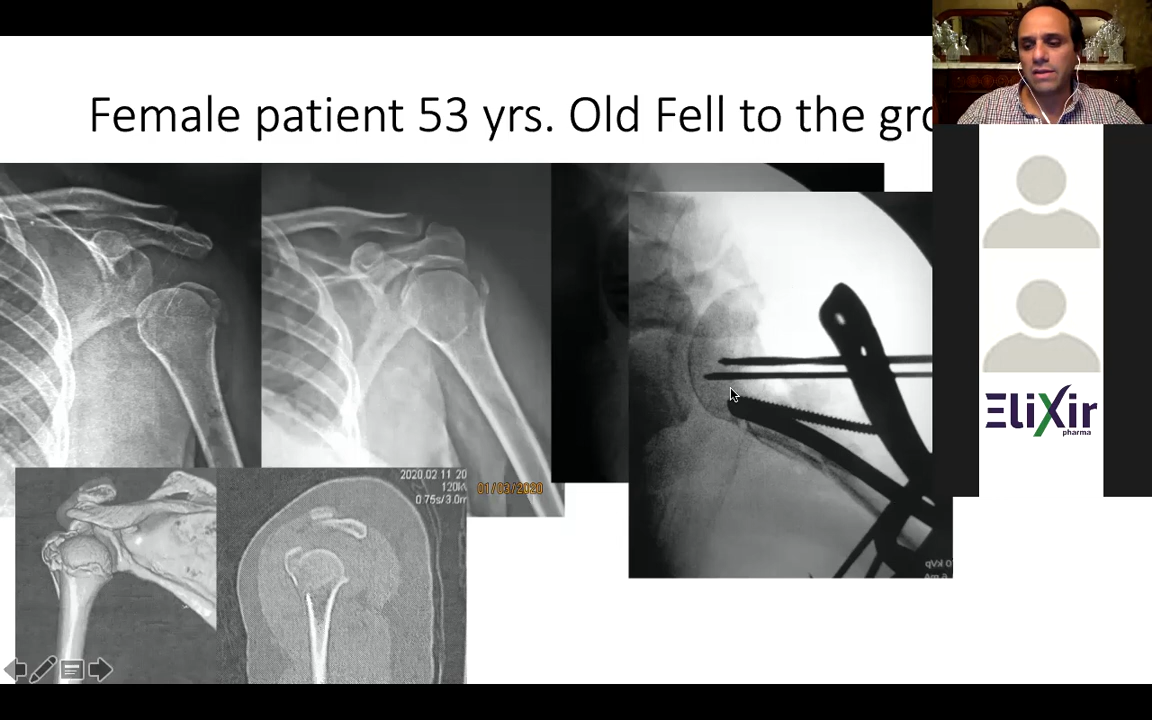 Female patient 53 yrs. Old Fell to the gro
EliXir
pharma
2020.02 11 20
120k
0 75s/3.0m
01/03/2020